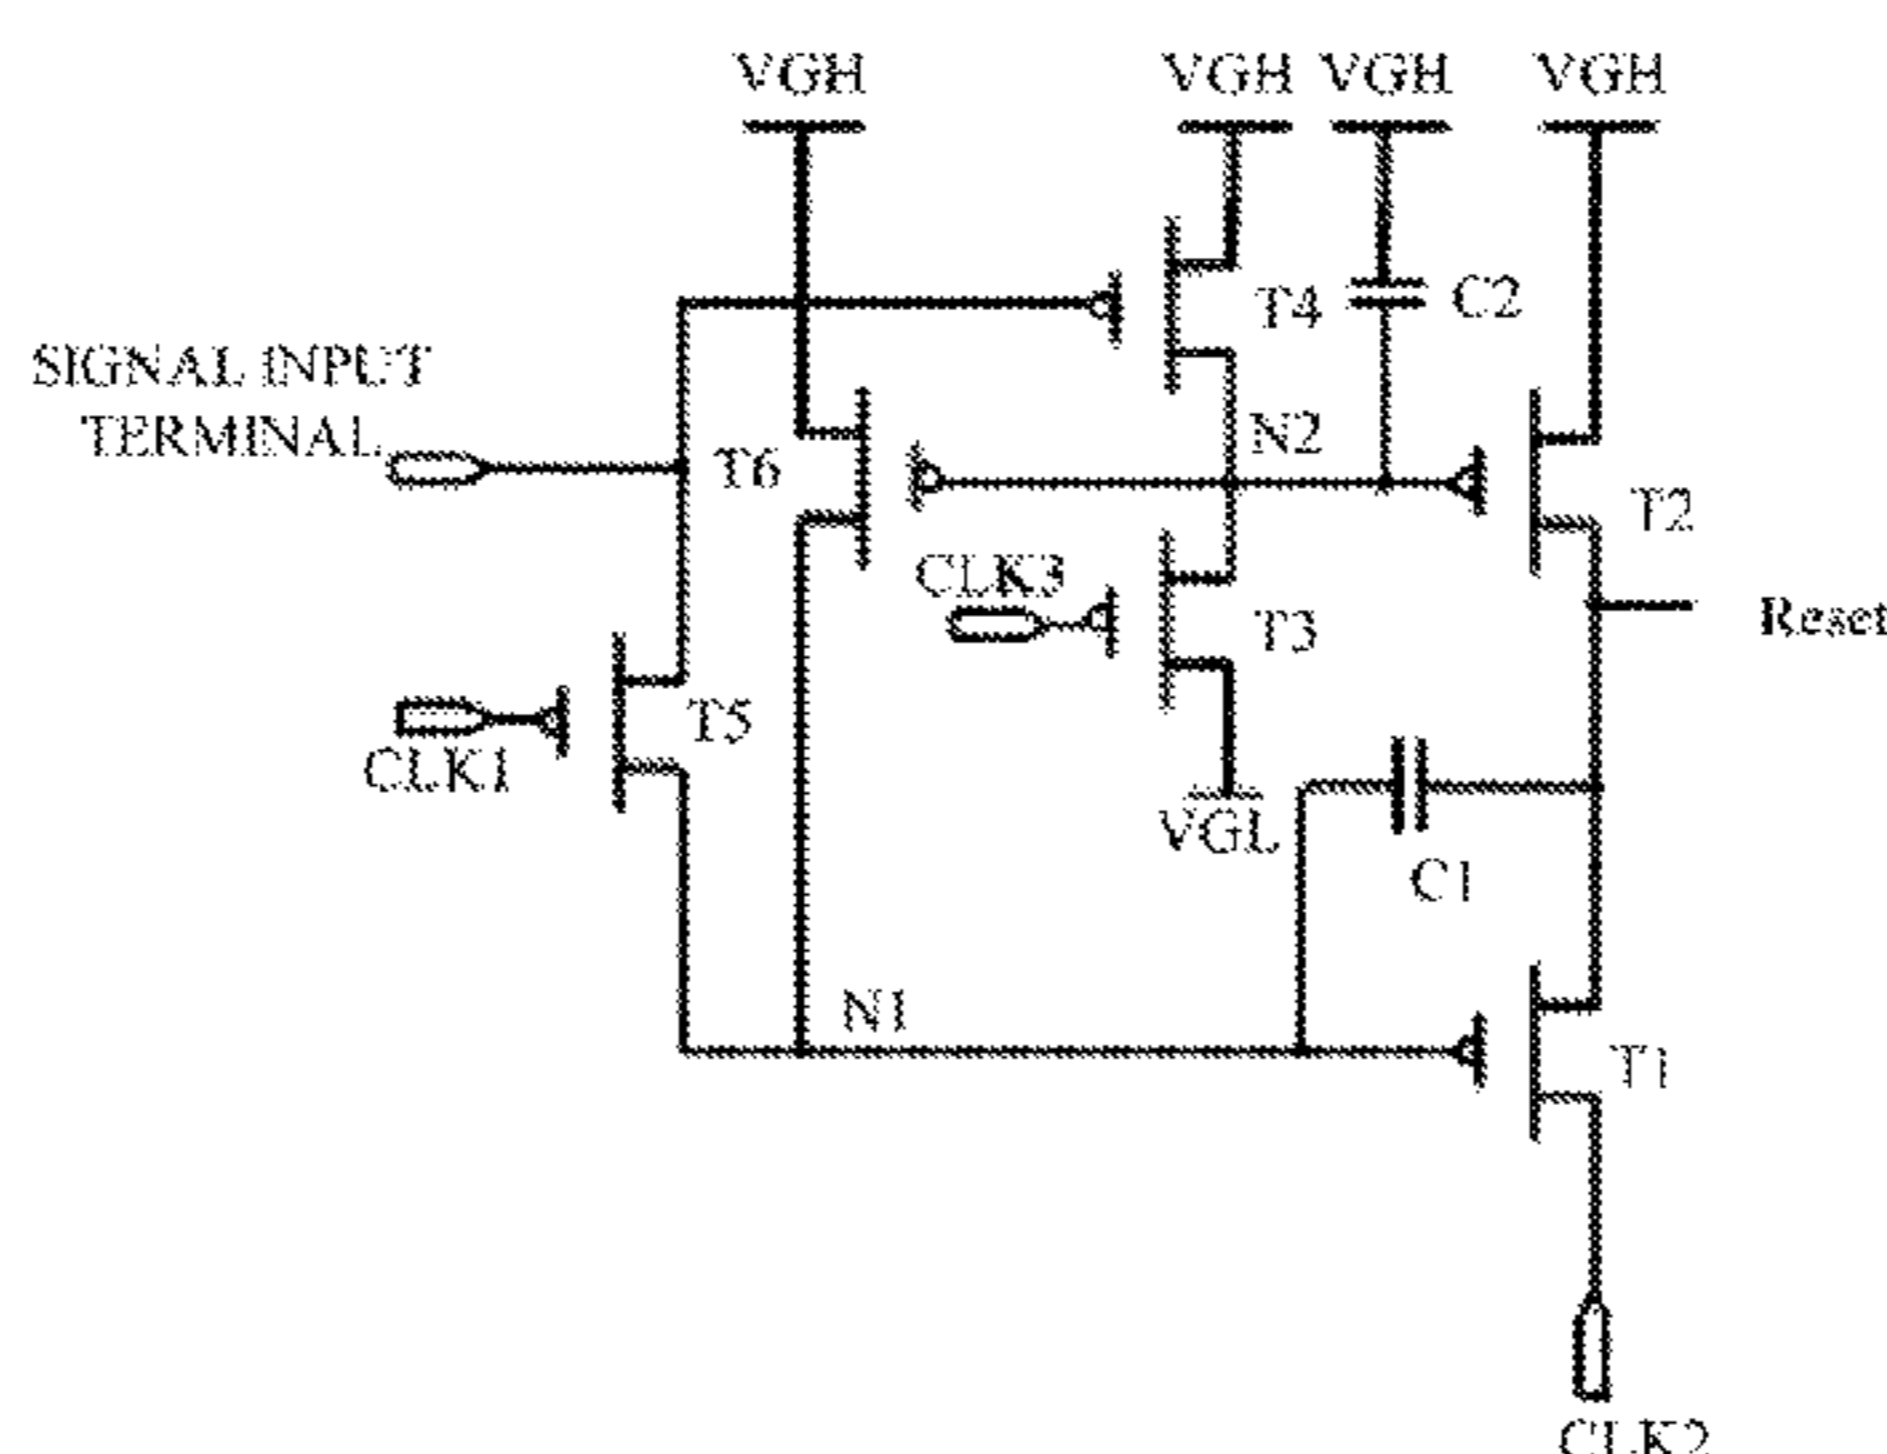 VGH
VGH
VGH
VGH
T4
C2
SIGNAL INPUT
TERMINAL
T6
N2
T2
CLK3
T3
Reset
T5
CLK1
VGL
C1
N1
T1
CLK2